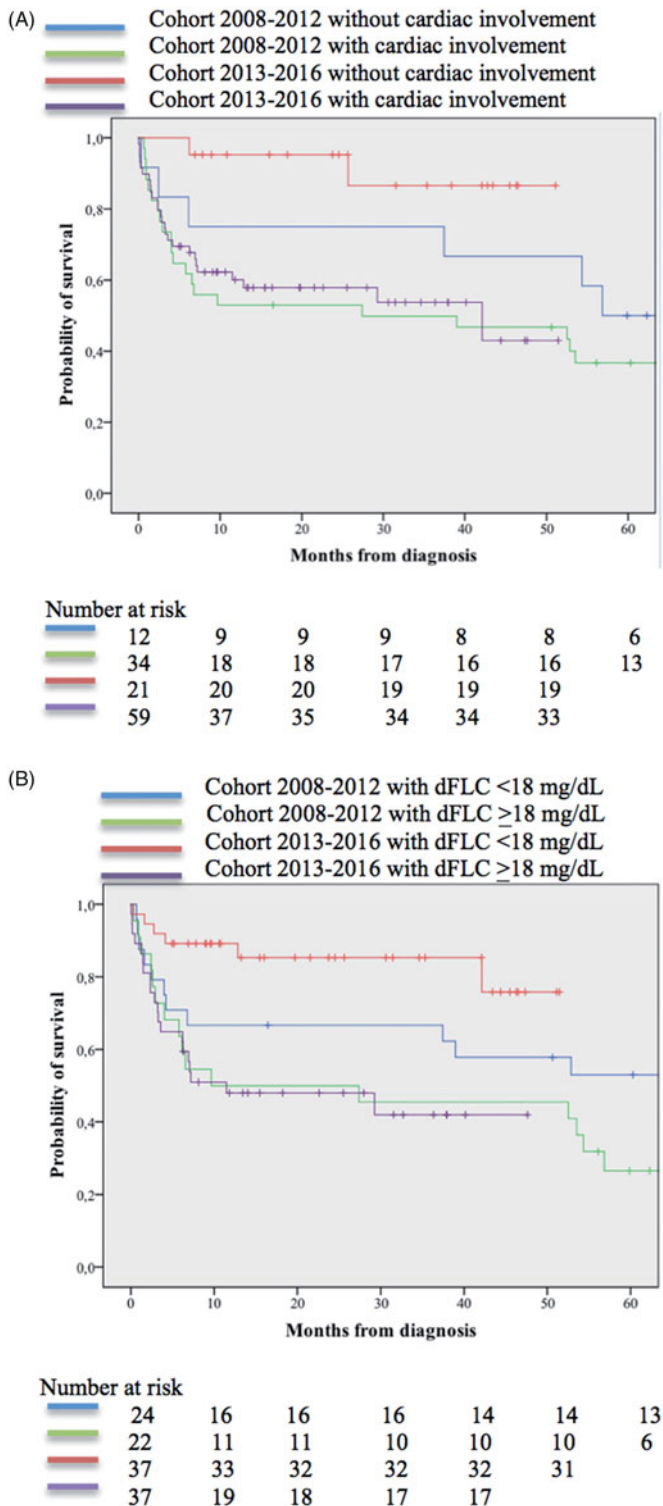 (A)
Cohort 2008-2012 without cardiac involvement
Cohort 2008-2012 with cardiac involvement
Cohort 2013-2016 without cardiac involvement
Cohort 2013-2016 with cardiac involvement
Probability of survival
1,0
0,8
0,6
0,4
0,2
0,0
0 10 20 30 40 50 60
Months from diagnosis
Number at risk
12 9 9 9 8 8 6
34 18 18 17 16 16 13
21 20 20 19 19 19
59 37 35 34 34 33
(B)
Cohort 2008-2012 with dFLC <18 mg/dL
Cohort 2008-2012 with dFLC ≥18 mg/dL
Cohort 2013-2016 with dFLC <18 mg/dL
Cohort 2013-2016 with dFLC ≥18 mg/dL
Probability of survival
1,0
0,8
0,6
0,4
0,2
0,0
0 10 20 30 40 50 60
Months from diagnosis
Number at risk
24 16 16 16 14 14 13
22 11 11 10 10 10 6
37 33 32 32 32 31
37 19 18 17 17